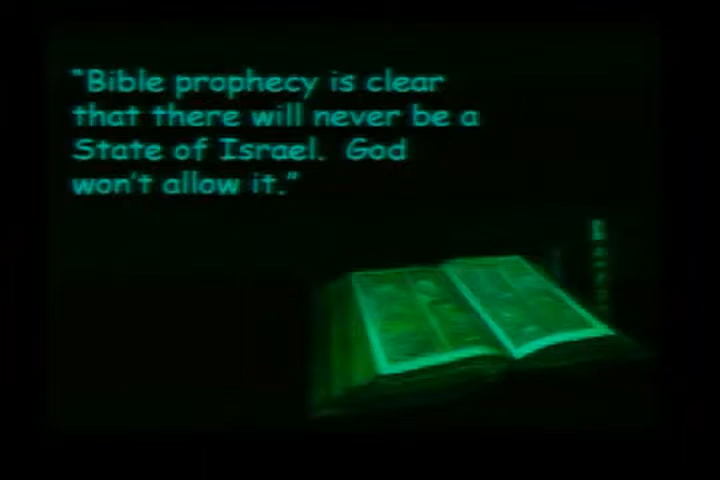 "Bible prophecy is clear
that there will never be a
State of Israel. God
won't allow it."